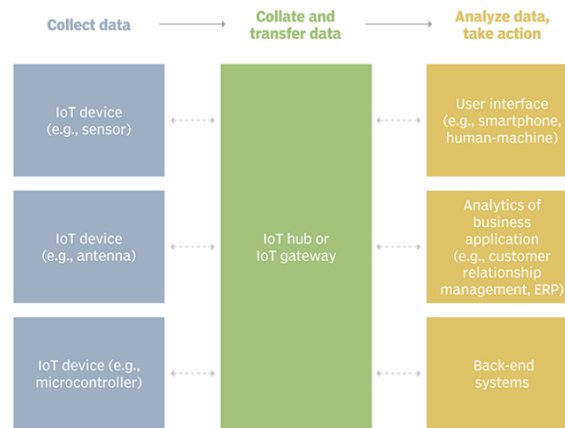 Collect data
Collate and
transfer data
Analyze data,
take action
IoT device
(e.g., sensor)
User interface
(e.g., smartphone,
human-machine)
IoT device
(e.g., antenna)
IoT hub or
IoT gateway
Analytics of
business
application
(e.g., customer
relationship
management, ERP)
IoT device (e.g.,
microcontroller)
Back-end
systems